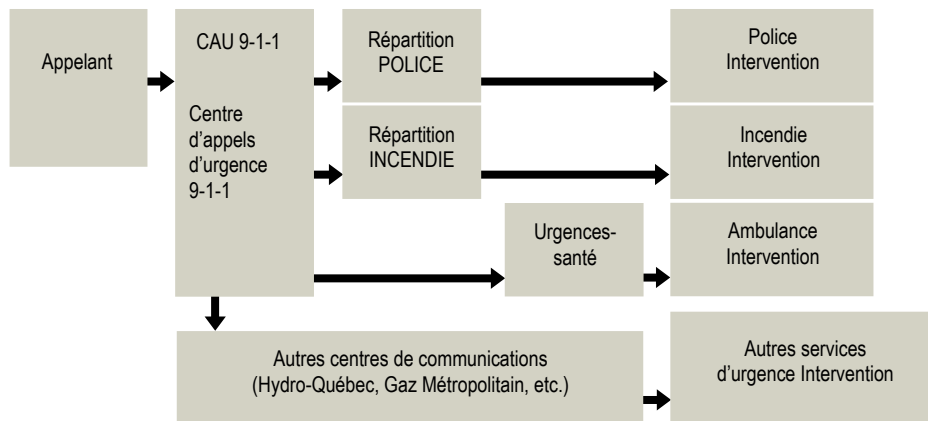 Appelant
CAU 9-1-1
Centre
d'appels
d'urgence
9-1-1
Répartition
POLICE
Police
Intervention
Répartition
INCENDIE
Incendie
Intervention
Urgences-
santé
Ambulance
Intervention
Autres centres de communications
(Hydro-Québec, Gaz Métropolitain, etc.)
Autres services
d'urgence Intervention